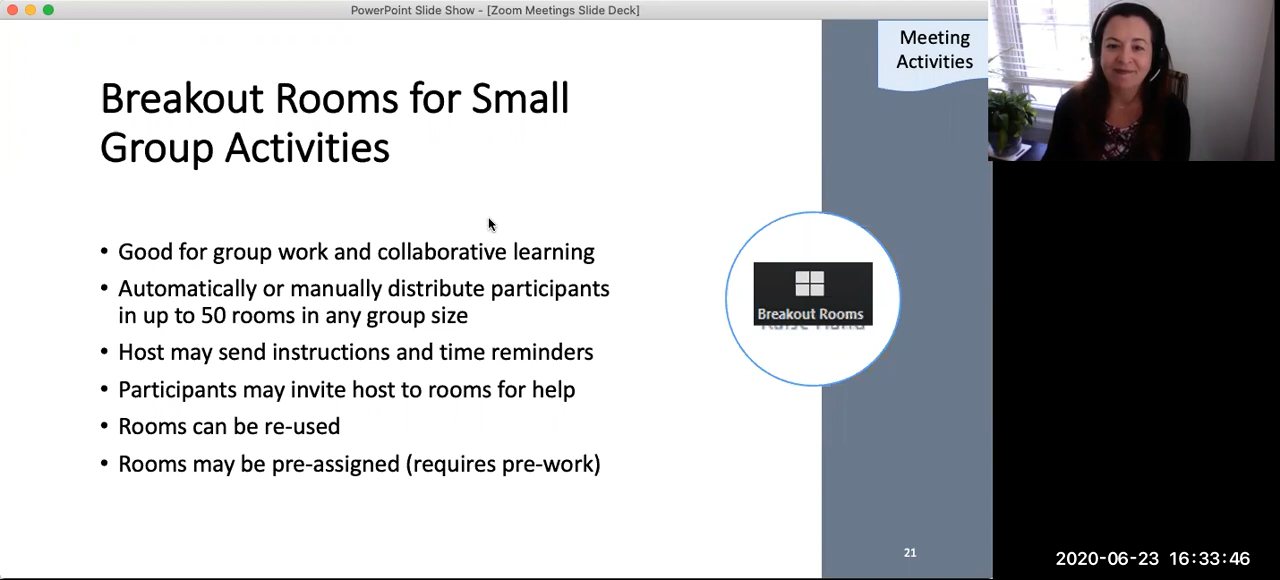 PowerPoint Slide Show - [Zoom Meetings Slide Deck]
Meeting
Activities
Breakout Rooms for Small
Group Activities
• Good for group work and collaborative learning
• Automatically or manually distribute participants
in up to 50 rooms in any group size
• Host may send instructions and time reminders
• Participants may invite host to rooms for help
• Rooms can be re-used
• Rooms may be pre-assigned (requires pre-work)
Breakout Rooms
21
2020-06-23 16:33:46